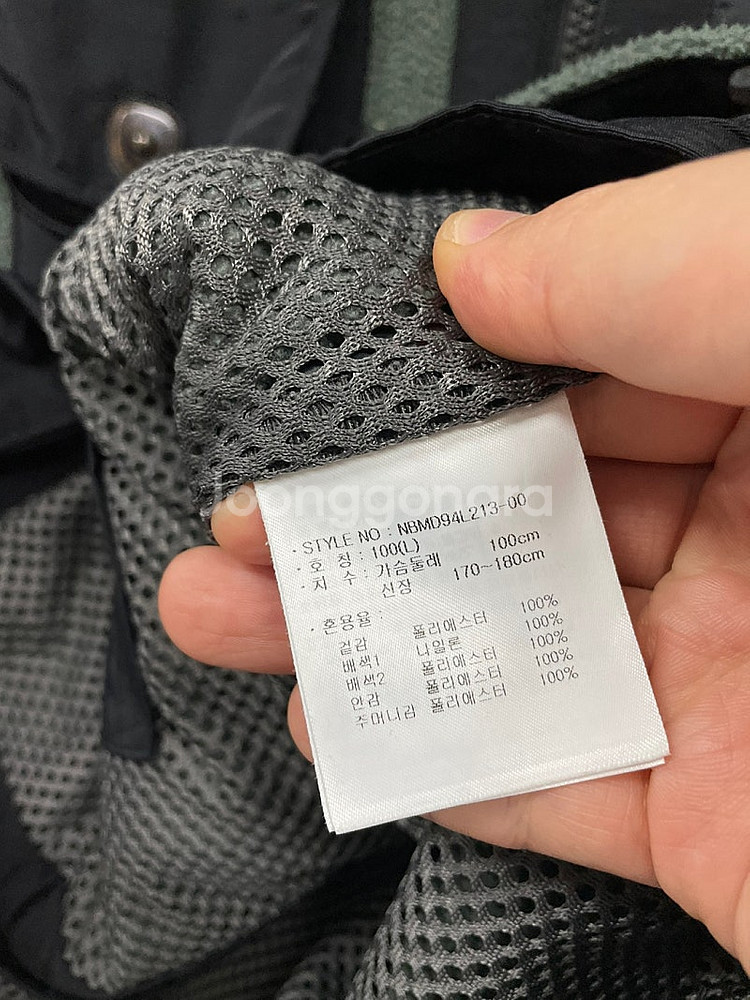 joonggonara
· STYLE NO : NBMD94L213-00
· 호 칭 : 100(L)
· 치 수 : 가슴둘레 100cm
신장 170~180cm
· 혼용율 :
겉감 폴리에스터 100%
배색1 나일론 100%
배색2 폴리에스터 100%
안감 폴리에스터 100%
주머니감 폴리에스터 100%